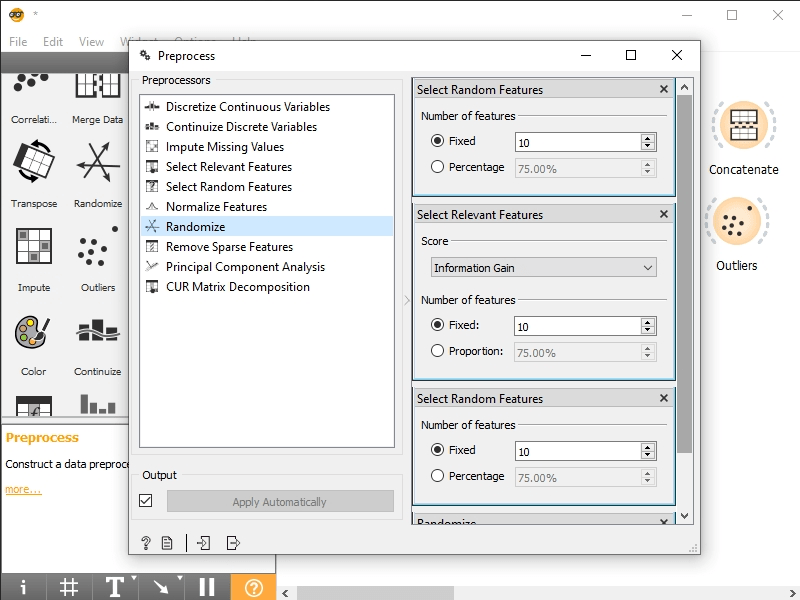 *
File Edit View
Preprocess
Preprocessors
Discretize Continuous Variables
Continuize Discrete Variables
Impute Missing Values
Select Relevant Features
Select Random Features
Normalize Features
Randomize
Remove Sparse Features
Principal Component Analysis
CUR Matrix Decomposition
Output
Apply Automatically
Select Random Features
Number of features
Fixed
10
Percentage
75.00%
Select Relevant Features
Score
Information Gain
Number of features
Fixed:
10
Proportion:
75.00%
Select Random Features
Number of features
Fixed
10
Percentage
75.00%
Randomize
Correlati...
Merge Data
Transpose
Randomize
Impute
Outliers
Color
Continuize
Preprocess
Construct a data preproce
more...
Concatenate
Outliers